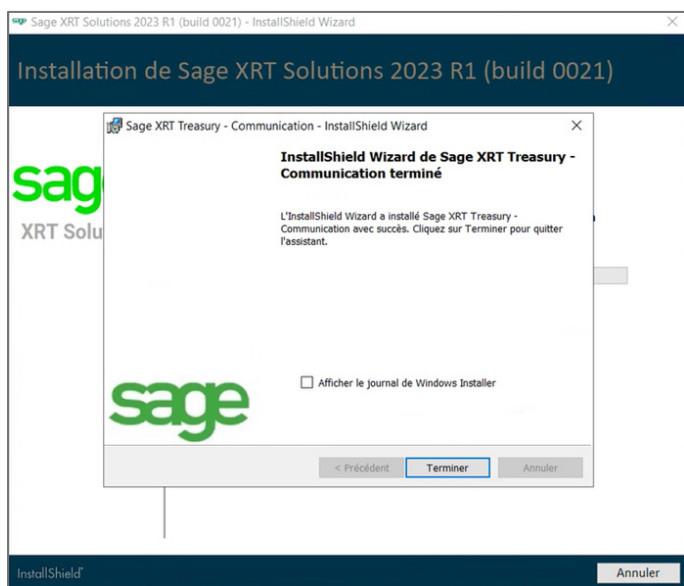 Sage XRT Solutions 2023 R1 (build 0021) - InstallShield Wizard
Installation de Sage XRT Solutions 2023 R1 (build 0021)
Sage XRT Treasury - Communication - InstallShield Wizard
InstallShield Wizard de Sage XRT Treasury -
Communication terminé
sag
XRT Solu
L'InstallShield Wizard a installé Sage XRT Treasury -
Communication avec succès. Cliquez sur Terminer pour quitter
l'assistant.
Afficher le journal de Windows Installer
sage
< Précédent
Terminer
Annuler
InstallShield
Annuler